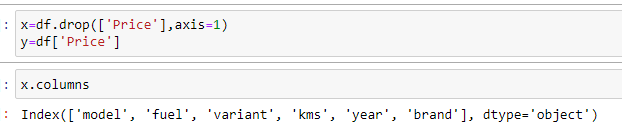 : x=df.drop(['Price'],axis=1)
y=df['Price']
: x.columns
: Index(['model', 'fuel', 'variant', 'kms', 'year', 'brand'], dtype='object')